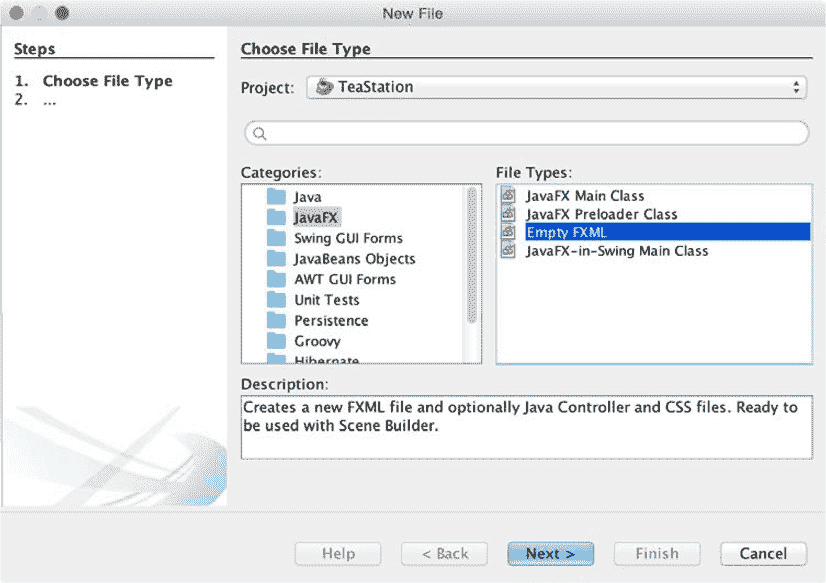 New File
Steps
1. Choose File Type
2. ...
Choose File Type
Project: TeaStation
Categories:
Java
JavaFX
Swing GUI Forms
JavaBeans Objects
AWT GUI Forms
Unit Tests
Persistence
Groovy
Hibernate
File Types:
JavaFX Main Class
JavaFX Preloader Class
Empty FXML
JavaFX-in-Swing Main Class
Description:
Creates a new FXML file and optionally Java Controller and CSS files. Ready to
be used with Scene Builder.
Help
< Back
Next >
Finish
Cancel